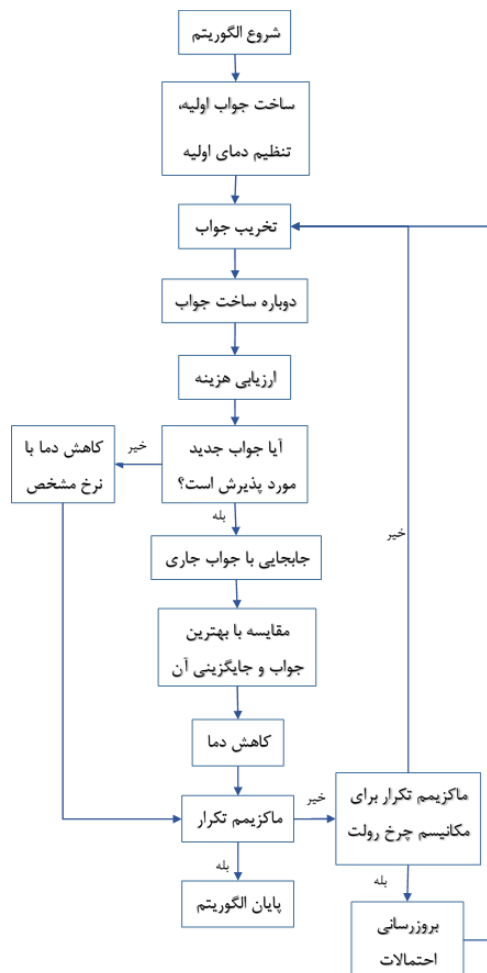 شروع الگوریتم
ساخت جواب اولیه،
تنظیم دمای اولیه
تخریب جواب
دوباره ساخت جواب
ارزیابی هزینه
آیا جواب جدید
مورد پذیرش است؟
خیر
کاهش دما با
نرخ مشخص
بله
جابجایی با جواب جاری
مقایسه با بهترین
جواب و جایگزینی آن
کاهش دما
ماکزیمم تکرار
خیر
ماکزیمم تکرار برای
مکانیسم چرخ رولت
خیر
بله
پایان الگوریتم
بله
بروزرسانی
احتمالات